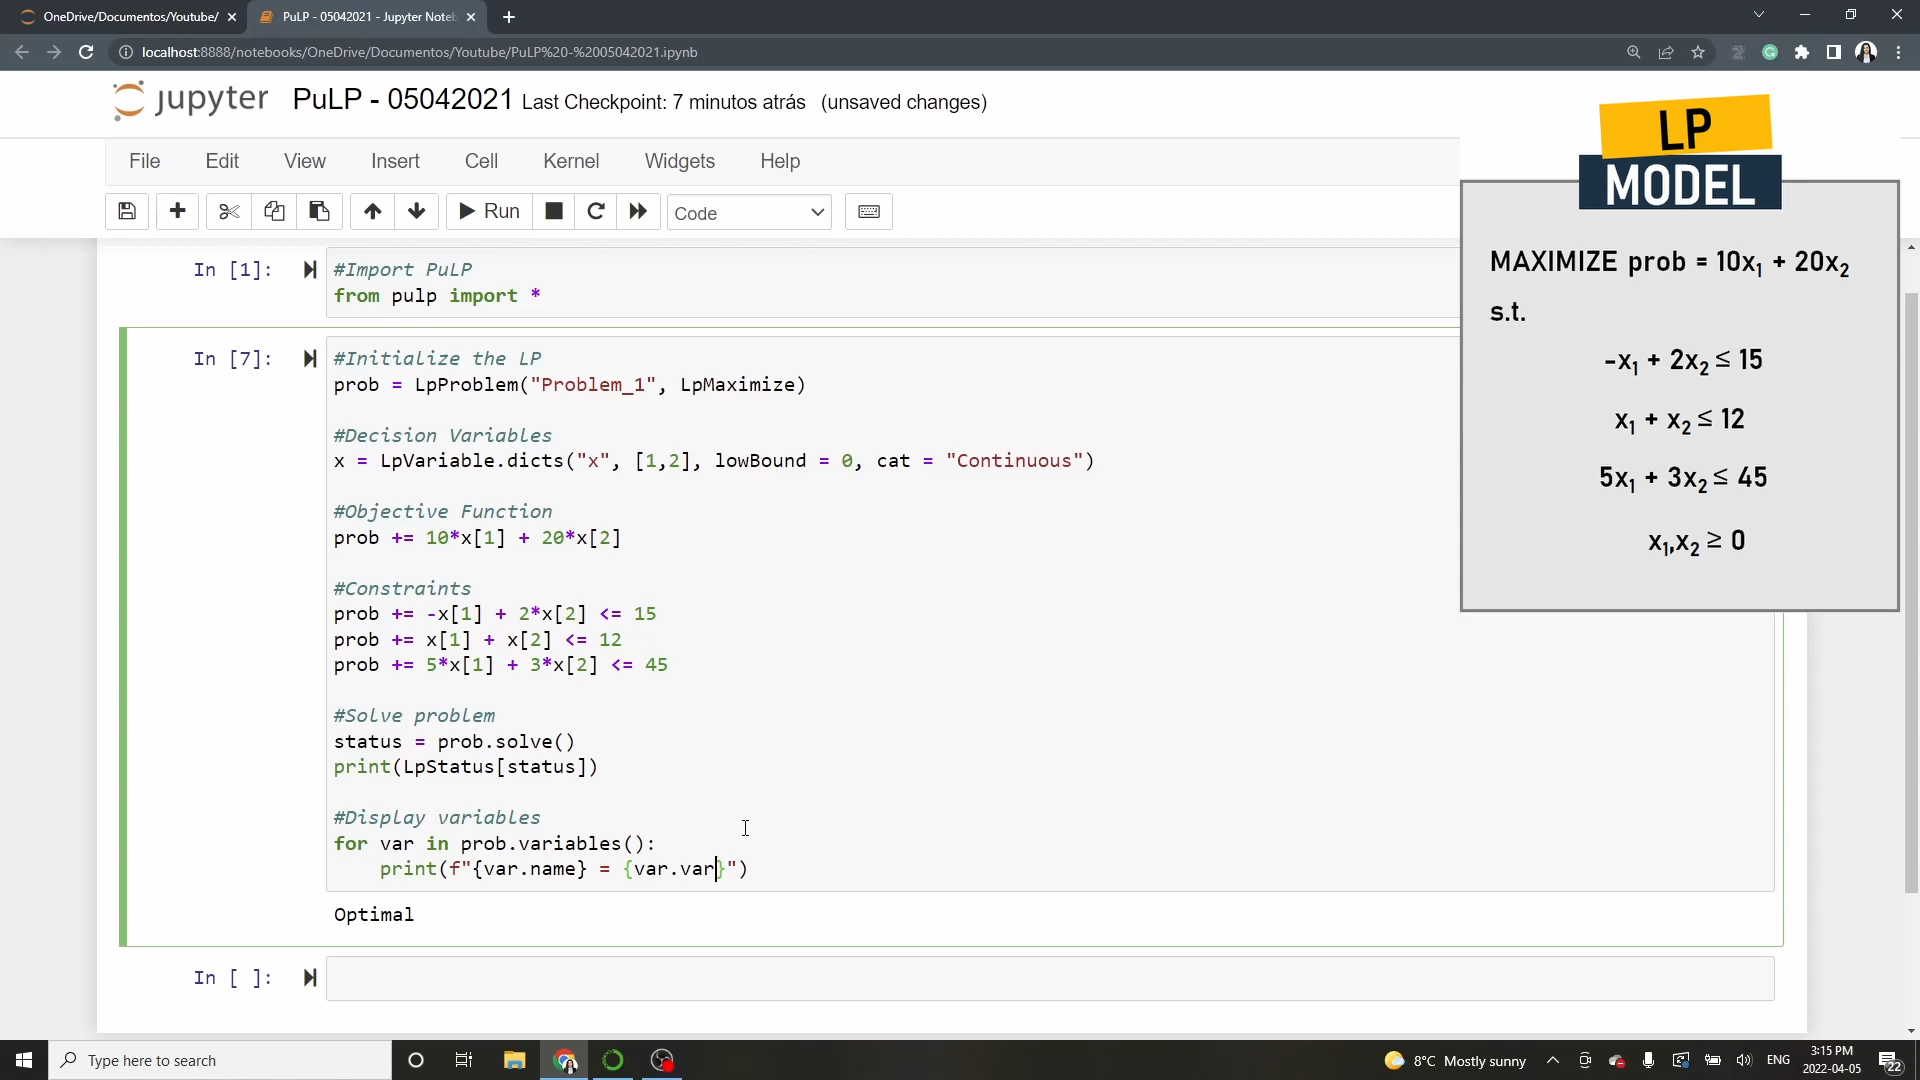 OneDrive/Documentos/Youtube/
PuLP - 05042021 - Jupyter Noteb
localhost:8888/notebooks/OneDrive/Documentos/Youtube/PuLP%20-%2005042021.ipynb
jupyter PuLP - 05042021 Last Checkpoint: 7 minutos atrás (unsaved changes)
File Edit View Insert Cell Kernel Widgets Help
Run
Code
LP
MODEL
MAXIMIZE prob = 10x₁ + 20x₂
s.t.
-x₁ + 2x₂ ≤ 15
x₁ + x₂ ≤ 12
5x₁ + 3x₂ ≤ 45
x₁,x₂ ≥ 0
In [1]:
#Import PuLP
from pulp import *
In [7]:
#Initialize the LP
prob = LpProblem("Problem_1", LpMaximize)
#Decision Variables
x = LpVariable.dicts("x", [1,2], lowBound = 0, cat = "Continuous")
#Objective Function
prob += 10*x[1] + 20*x[2]
#Constraints
prob += -x[1] + 2*x[2] <= 15
prob += x[1] + x[2] <= 12
prob += 5*x[1] + 3*x[2] <= 45
#Solve problem
status = prob.solve()
print(LpStatus[status])
#Display variables
for var in prob.variables():
    print(f"{var.name} = {var.var}")
Optimal
In [ ]:
Type here to search
8°C Mostly sunny
ENG
3:15 PM
2022-04-05
22